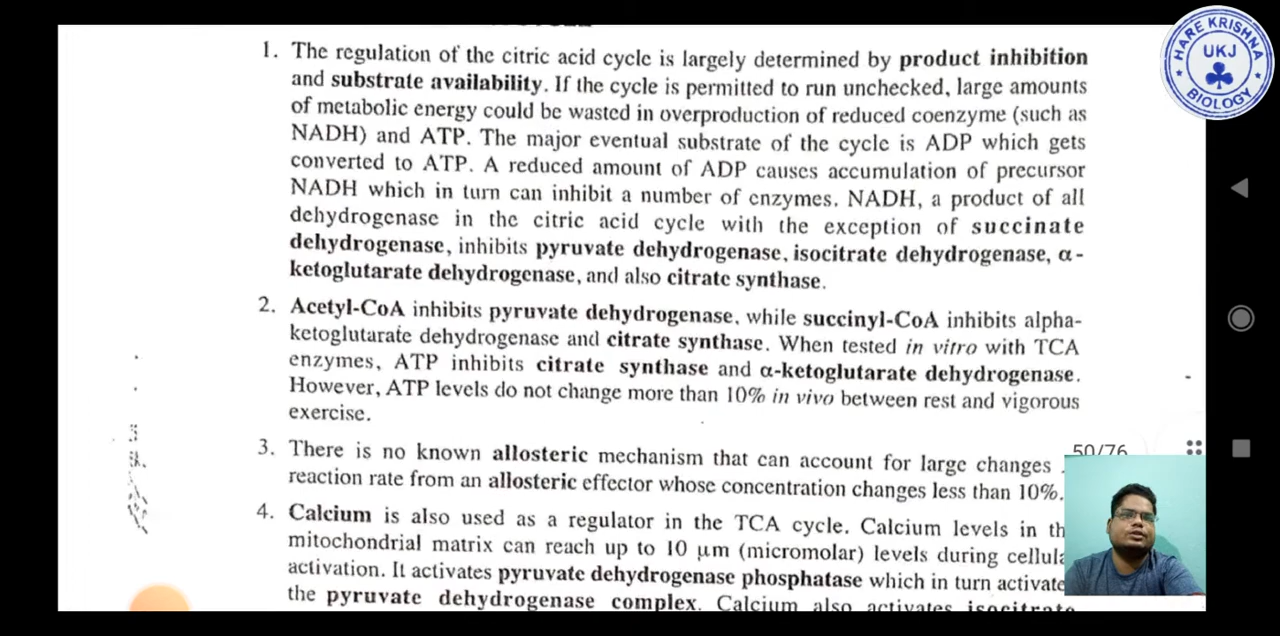 1. The regulation of the citric acid cycle is largely determined by product inhibition
and substrate availability. If the cycle is permitted to run unchecked, large amounts
of metabolic energy could be wasted in overproduction of reduced coenzyme (such as
NADH) and ATP. The major eventual substrate of the cycle is ADP which gets
converted to ATP. A reduced amount of ADP causes accumulation of precursor
NADH which in turn can inhibit a number of enzymes. NADH, a product of all
dehydrogenase in the citric acid cycle with the exception of succinate
dehydrogenase, inhibits pyruvate dehydrogenase, isocitrate dehydrogenase, α-
ketoglutarate dehydrogenase, and also citrate synthase.
2. Acetyl-CoA inhibits pyruvate dehydrogenase, while succinyl-CoA inhibits alpha-
ketoglutarate dehydrogenase and citrate synthase. When tested in vitro with TCA
enzymes, ATP inhibits citrate synthase and α-ketoglutarate dehydrogenase.
However, ATP levels do not change more than 10% in vivo between rest and vigorous
exercise.
3. There is no known allosteric mechanism that can account for large changes
reaction rate from an allosteric effector whose concentration changes less than 10%.
4. Calcium is also used as a regulator in the TCA cycle. Calcium levels in th
mitochondrial matrix can reach up to 10 µm (micromolar) levels during cellula
activation. It activates pyruvate dehydrogenase phosphatase which in turn activate
the pyruvate dehydrogenase complex. Calcium also activates isocitrate
50/76
HARE KRISHNA
UKJ
BIOLOGY